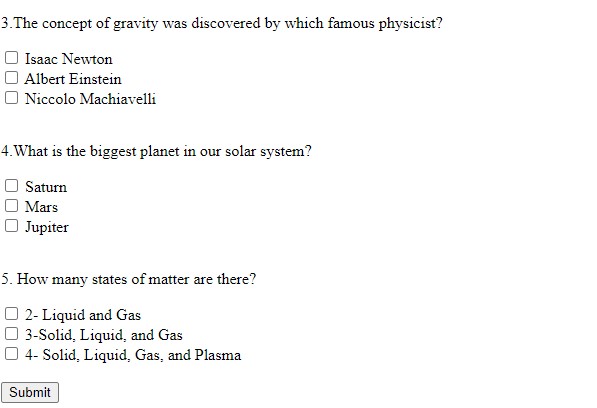 3.The concept of gravity was discovered by which famous physicist?
Isaac Newton
Albert Einstein
Niccolo Machiavelli
4.What is the biggest planet in our solar system?
Saturn
Mars
Jupiter
5. How many states of matter are there?
2- Liquid and Gas
3-Solid, Liquid, and Gas
4- Solid, Liquid, Gas, and Plasma
Submit